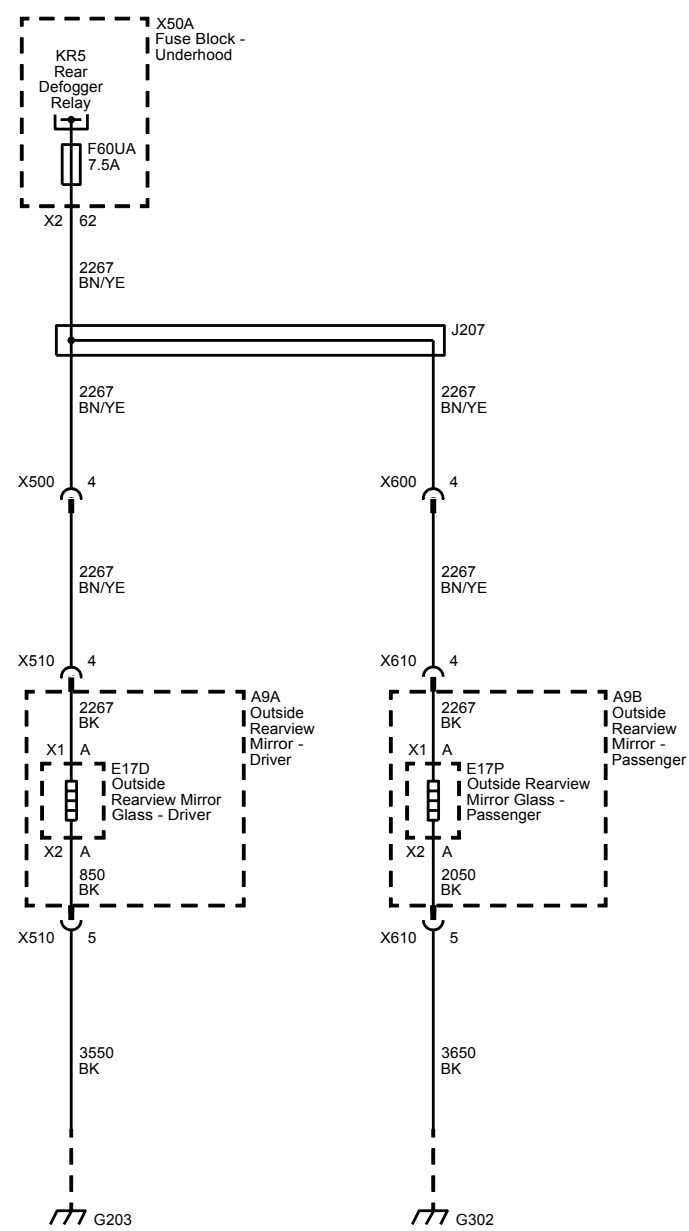 X50A
Fuse Block -
Underhood
KR5
Rear
Defogger
Relay
F60UA
7.5A
X2 62
2267
BN/YE
J207
2267
BN/YE
2267
BN/YE
X500 4
X600 4
2267
BN/YE
2267
BN/YE
X510 4
X610 4
A9A
Outside
Rearview
Mirror -
Driver
2267
BK
X1 A
E17D
Outside
Rearview Mirror
Glass - Driver
X2 A
850
BK
A9B
Outside
Rearview
Mirror -
Passenger
2267
BK
X1 A
E17P
Outside Rearview
Mirror Glass -
Passenger
X2 A
2050
BK
X510 5
X610 5
3550
BK
3650
BK
G203
G302